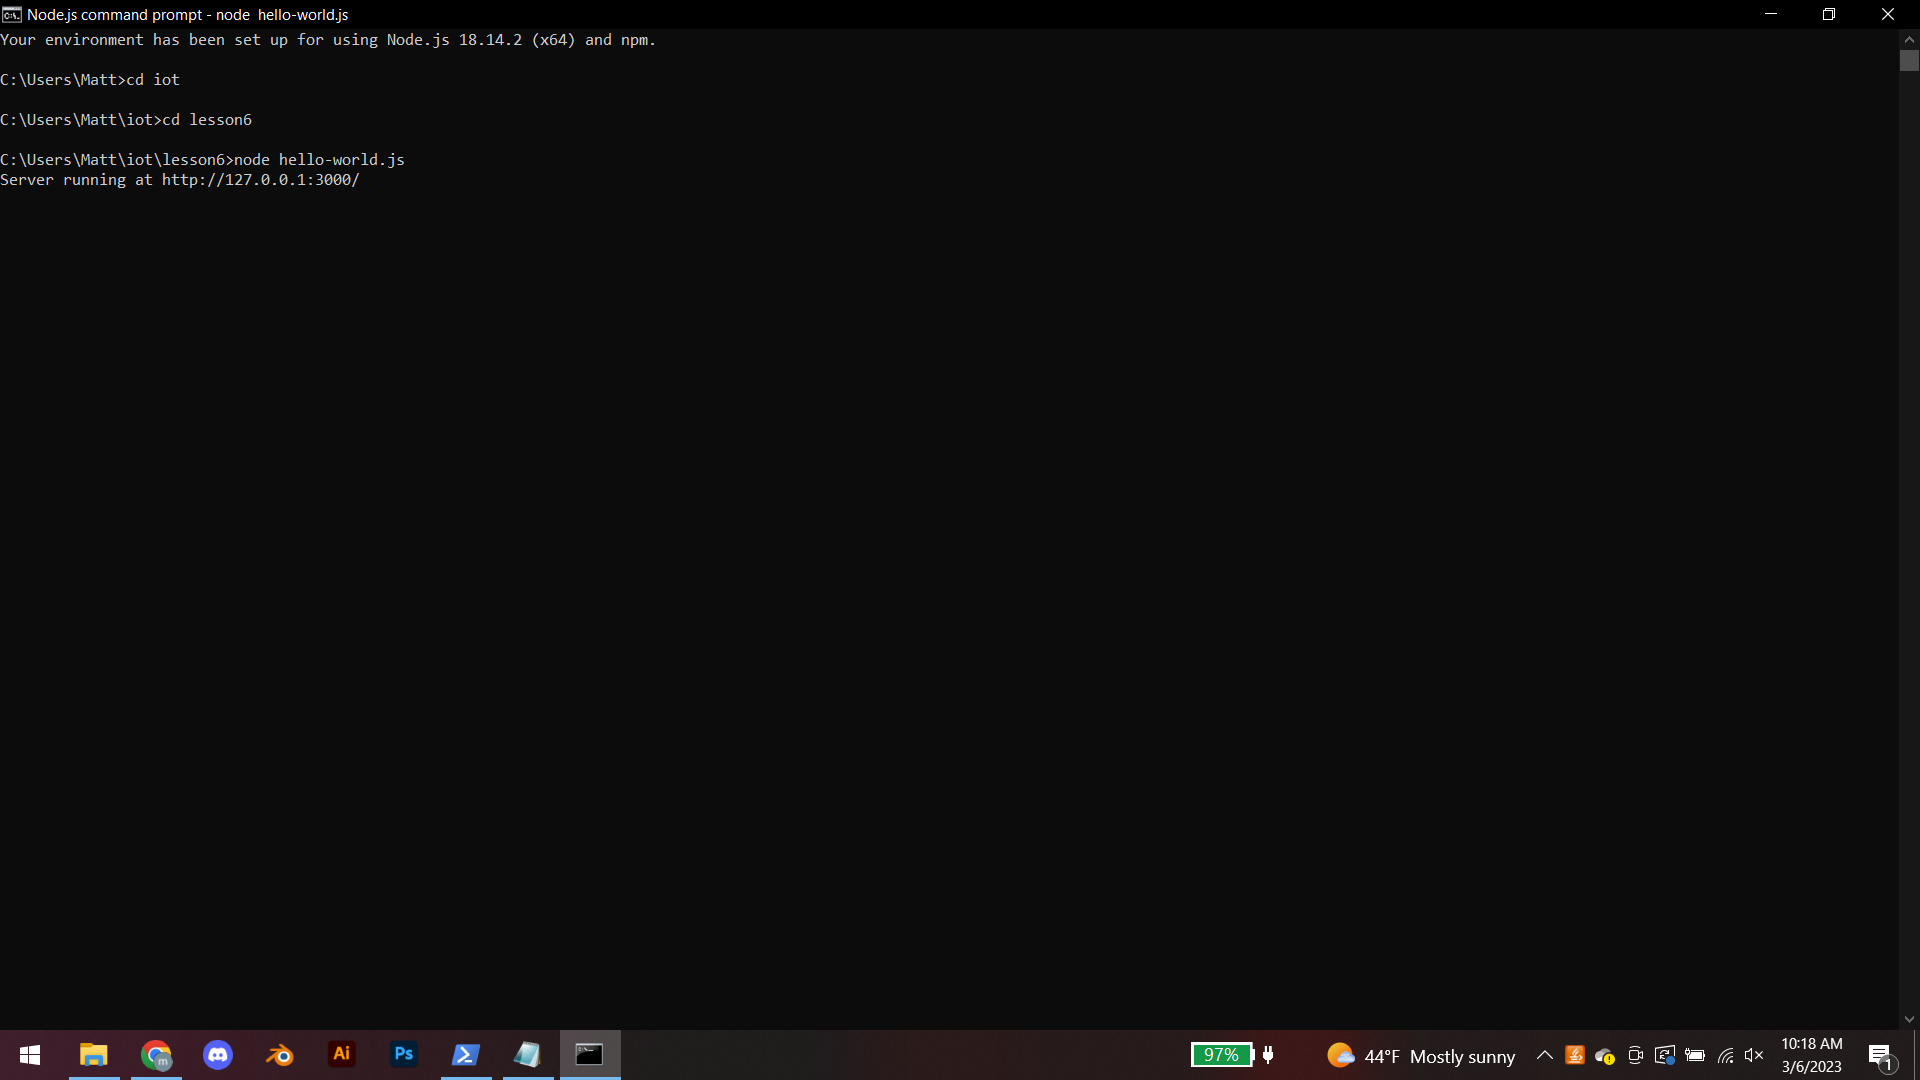 Node.js command prompt - node  hello-world.js
Your environment has been set up for using Node.js 18.14.2 (x64) and npm.
C:\Users\Matt>cd iot
C:\Users\Matt\iot>cd lesson6
C:\Users\Matt\iot\lesson6>node hello-world.js
Server running at http://127.0.0.1:3000/
m
Ai
Ps
97%
44°F Mostly sunny
10:18 AM
3/6/2023
1